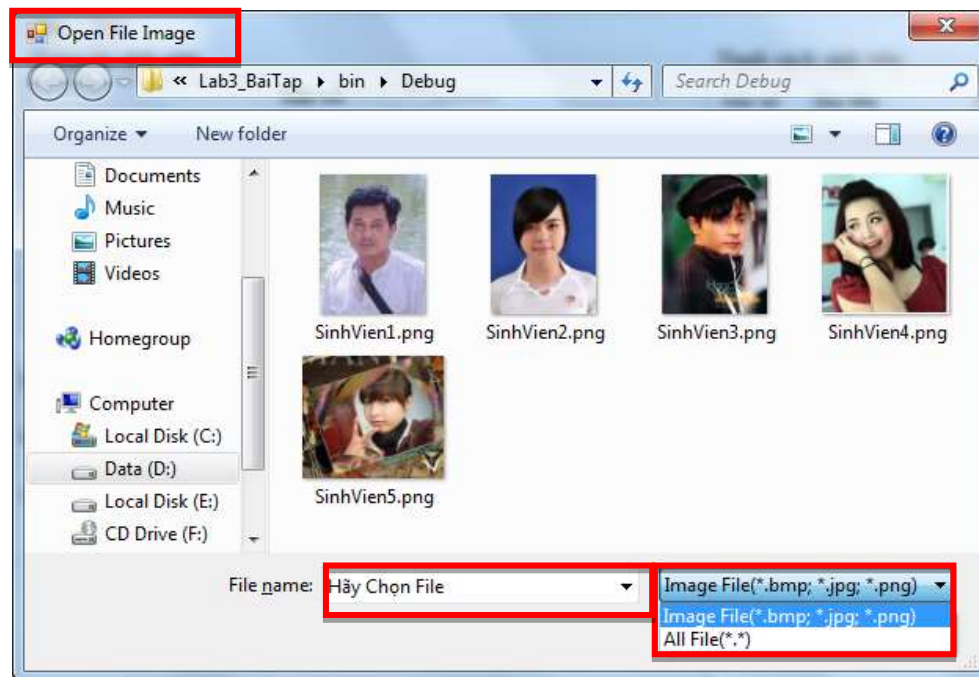 Open File Image
« Lab3_BaiTap ▸ bin ▸ Debug
Search Debug
Organize ▾ New folder
Documents
Music
Pictures
Videos
Homegroup
Computer
Local Disk (C:)
Data (D:)
Local Disk (E:)
CD Drive (F:)
SinhVien1.png SinhVien2.png SinhVien3.png SinhVien4.png
SinhVien5.png
File name: Hãy Chọn File
Image File(*.bmp; *.jpg; *.png)
Image File(*.bmp; *.jpg; *.png)
All File(*.*)